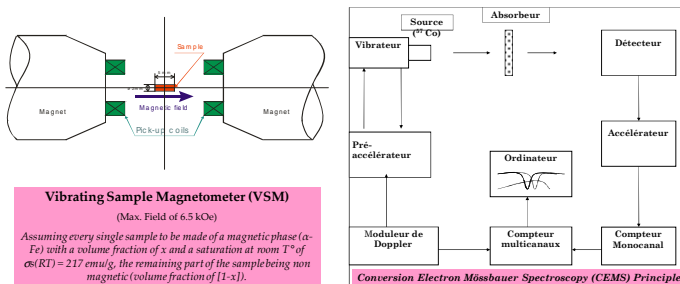 Sample
Magnetic field
Magnet
Magnet
Pick-up coils
Vibrating Sample Magnetometer (VSM)
(Max. Field of 6.5 kOe)
Assuming every single sample to be made of a magnetic phase (α-
Fe) with a volume fraction of x and a saturation at room T° of
σs(RT) = 217 emu/g, the remaining part of the sample being non
magnetic (volume fraction of [1-x]).
Source
(⁵⁷Co)
Absorbeur
Vibrateur
Détecteur
Pré-
accélérateur
Ordinateur
Accélérateur
Moduleur de
Doppler
Compteur
multicanaux
Compteur
Monocanal
Conversion Electron Mössbauer Spectroscopy (CEMS) Principle